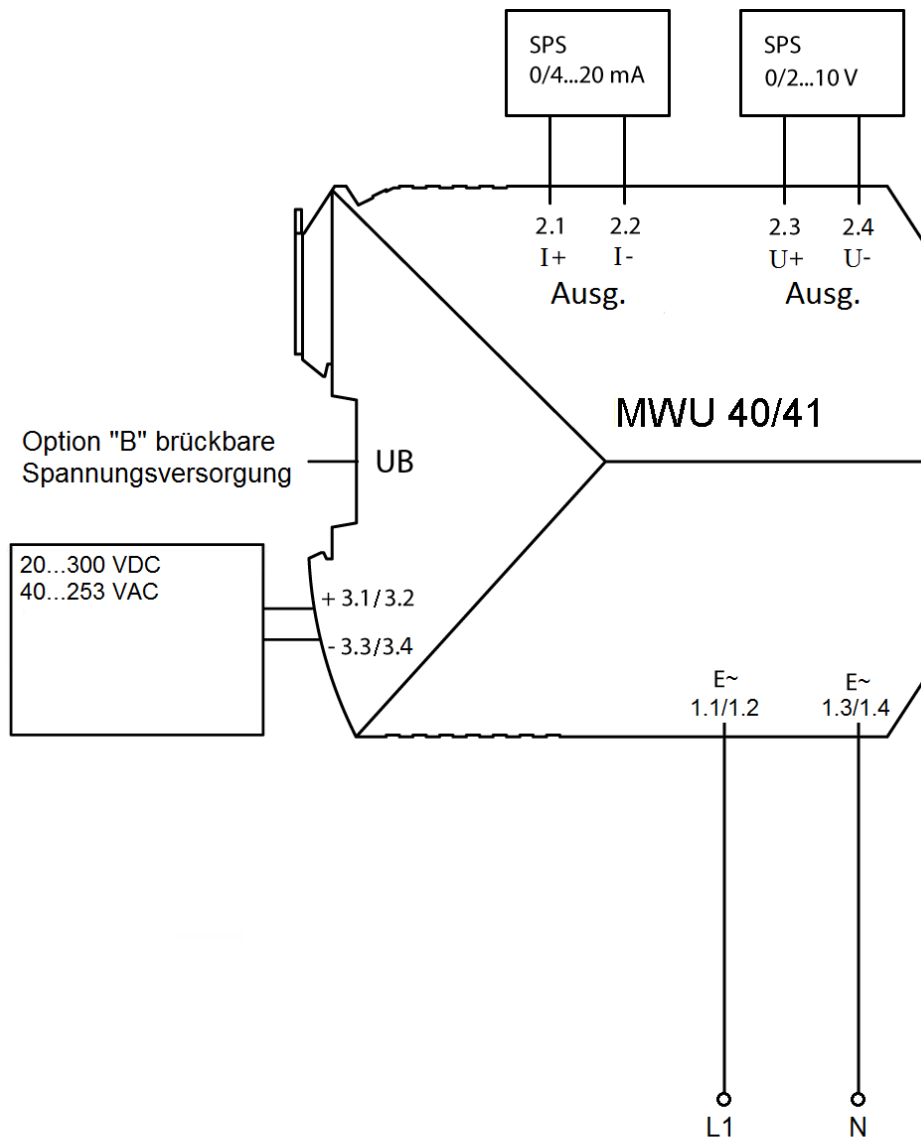 SPS
0/4...20 mA
SPS
0/2...10 V
2.1
2.2
2.3
2.4
I+
I-
U+
U-
Ausg.
Ausg.
MWU 40/41
Option "B" brückbare
Spannungsversorgung
UB
20...300 VDC
40...253 VAC
+ 3.1/3.2
- 3.3/3.4
E~
E~
1.1/1.2
1.3/1.4
L1
N